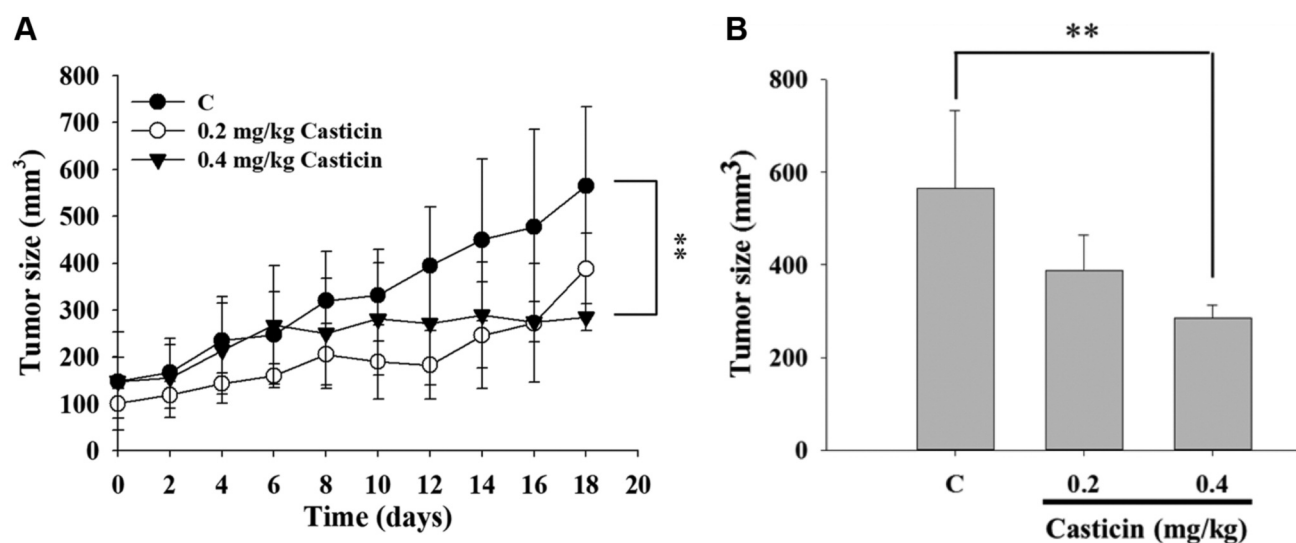 A
Tumor size (mm³)
800
700
600
500
400
300
200
100
0
C
0.2 mg/kg Casticin
0.4 mg/kg Casticin
**
0 2 4 6 8 10 12 14 16 18 20
Time (days)
B
**
Tumor size (mm³)
800
600
400
200
0
C 0.2 0.4
Casticin (mg/kg)